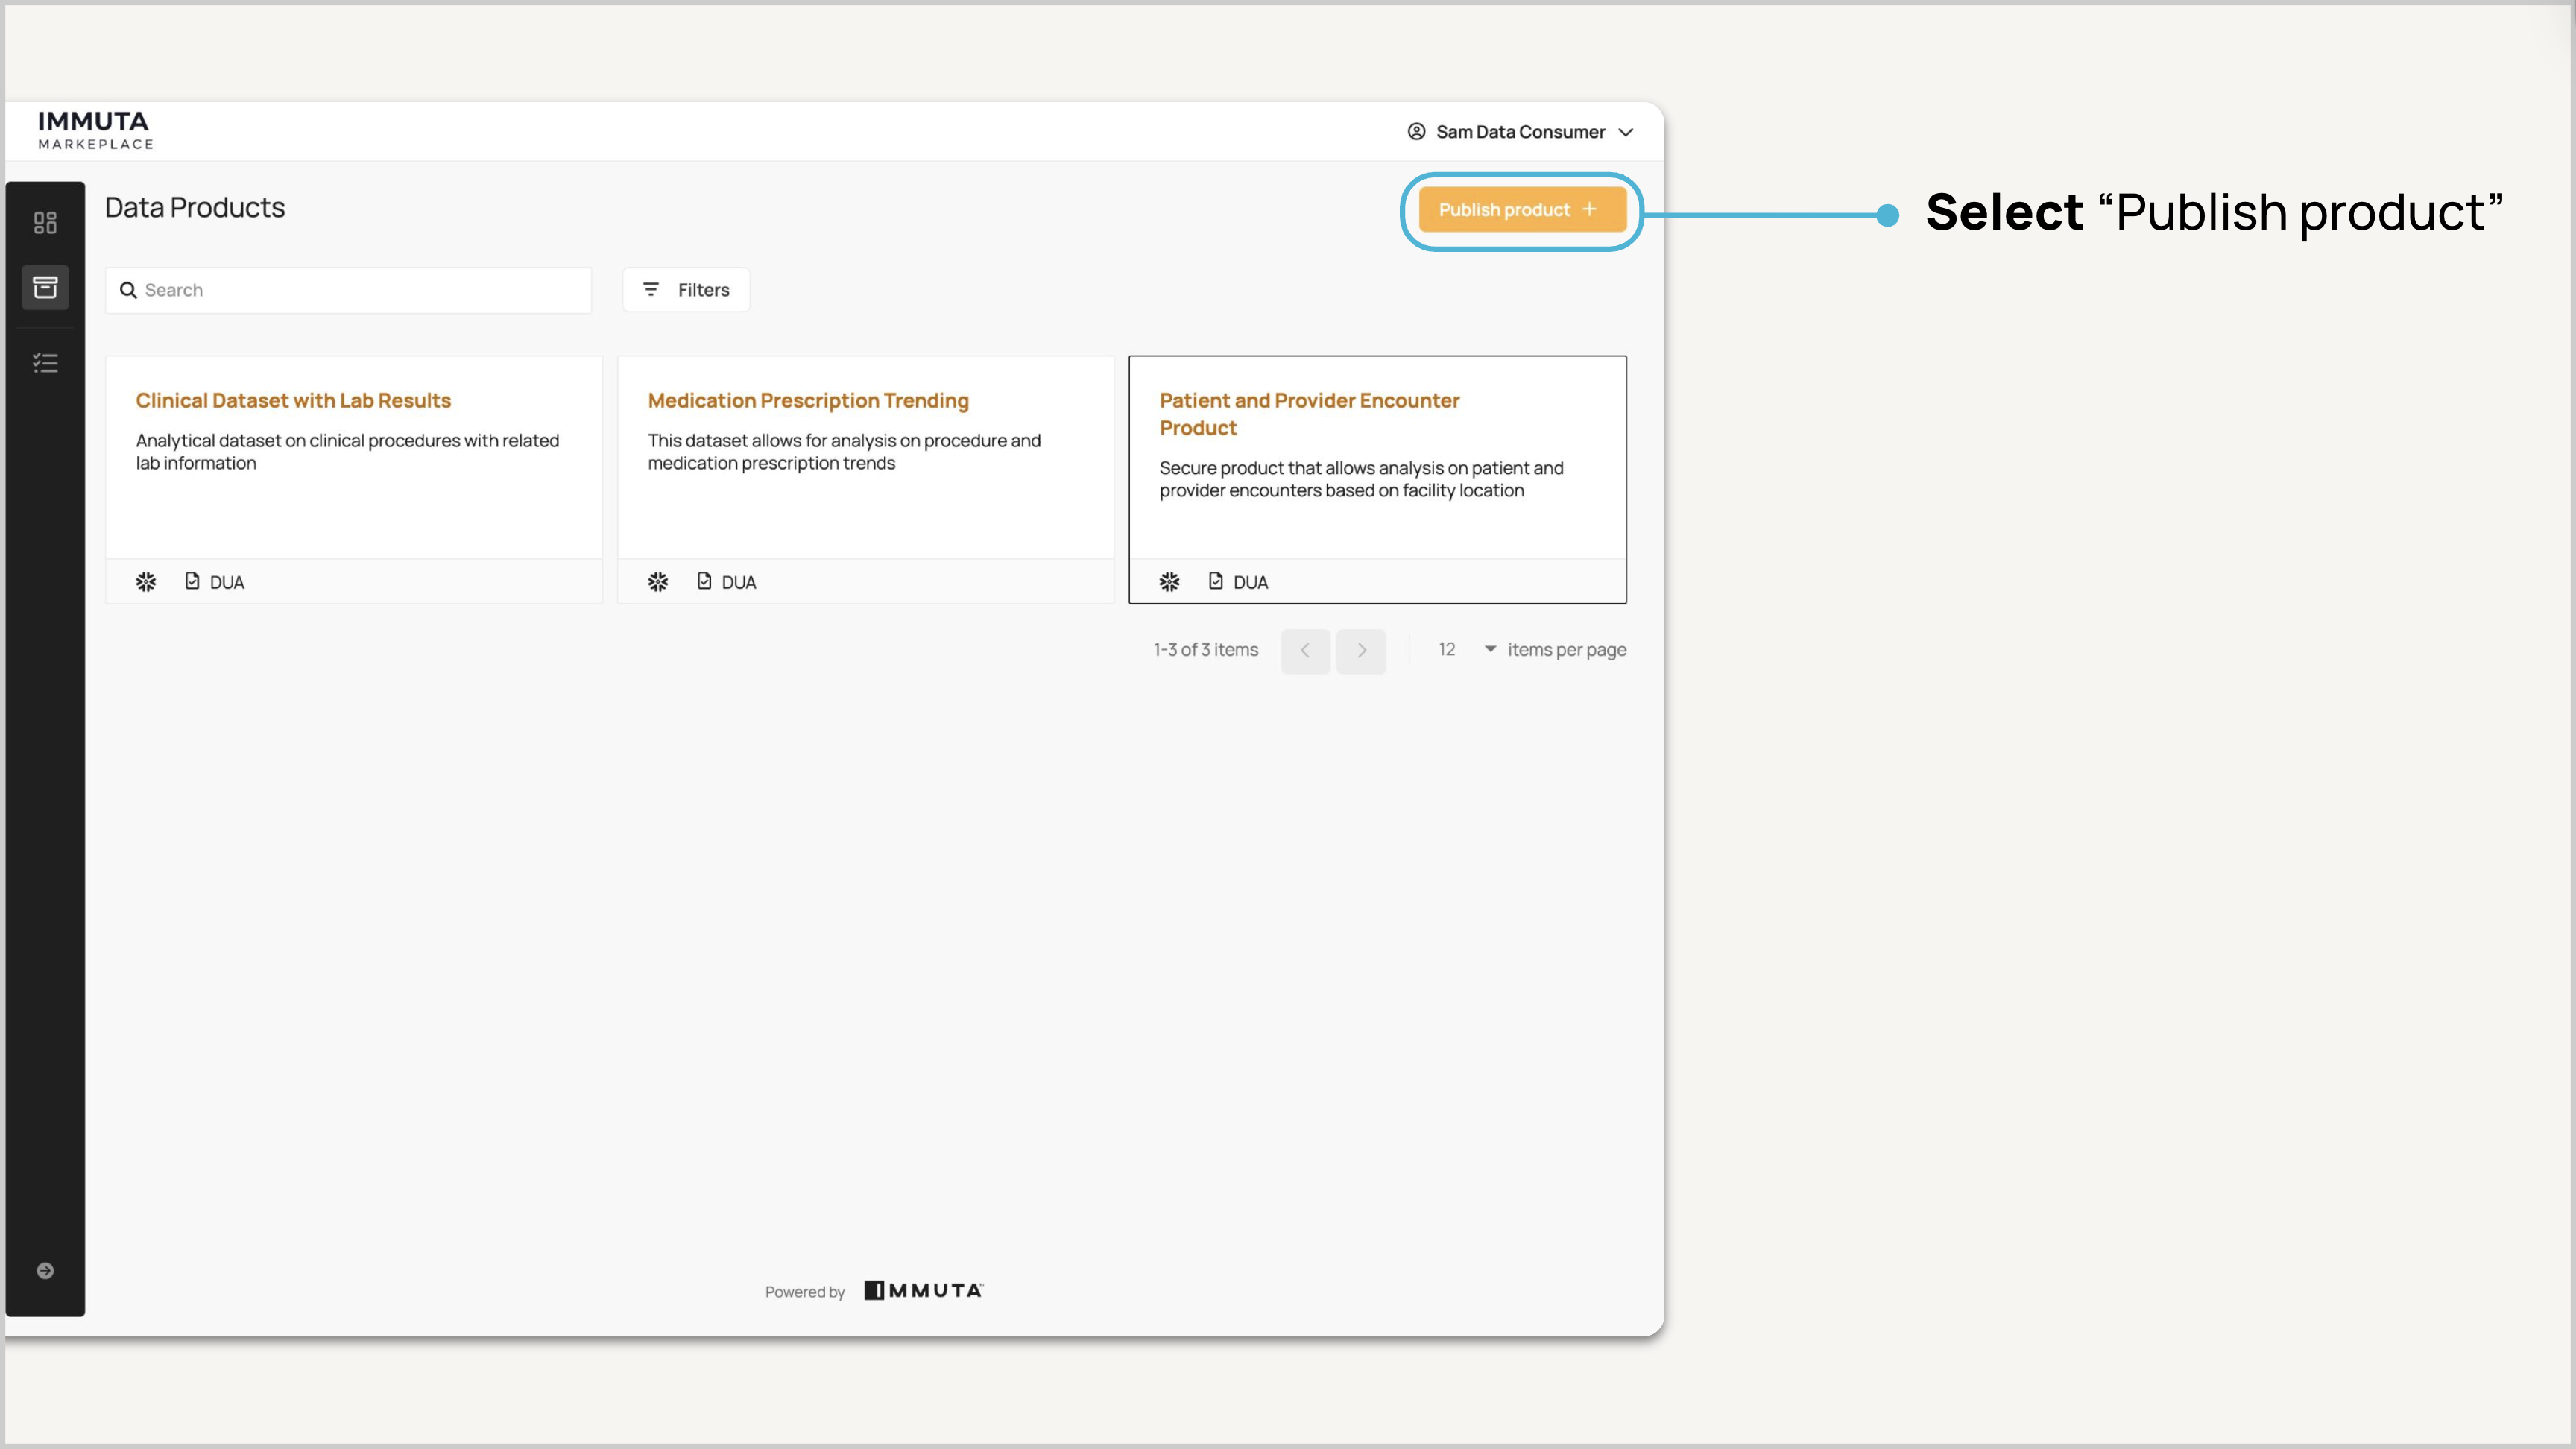 IMMUTA
MARKEPLACE
Sam Data Consumer
Data Products
Publish product +
Select “Publish product”
Search
Filters
Clinical Dataset with Lab Results
Analytical dataset on clinical procedures with related
lab information
DUA
Medication Prescription Trending
This dataset allows for analysis on procedure and
medication prescription trends
DUA
Patient and Provider Encounter
Product
Secure product that allows analysis on patient and
provider encounters based on facility location
DUA
1-3 of 3 items
12
items per page
Powered by IMMUTA™